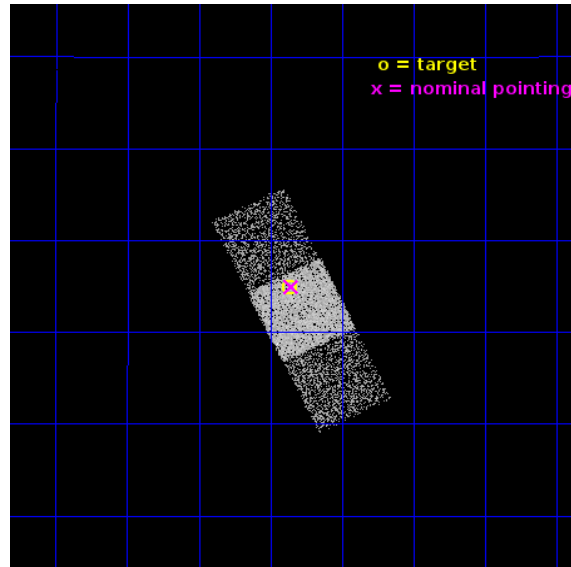 o = target
x = nominal pointing